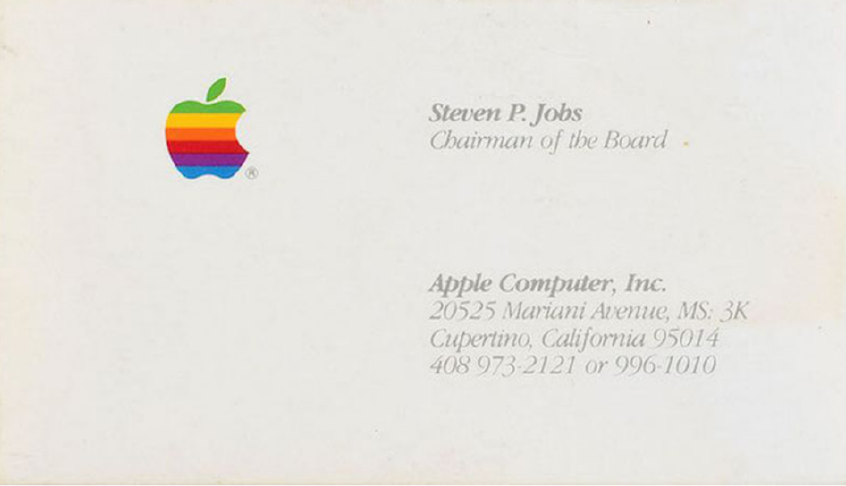 ®
Steven P. Jobs
Chairman of the Board
Apple Computer, Inc.
20525 Mariani Avenue, MS: 3K
Cupertino, California 95014
408 973-2121 or 996-1010